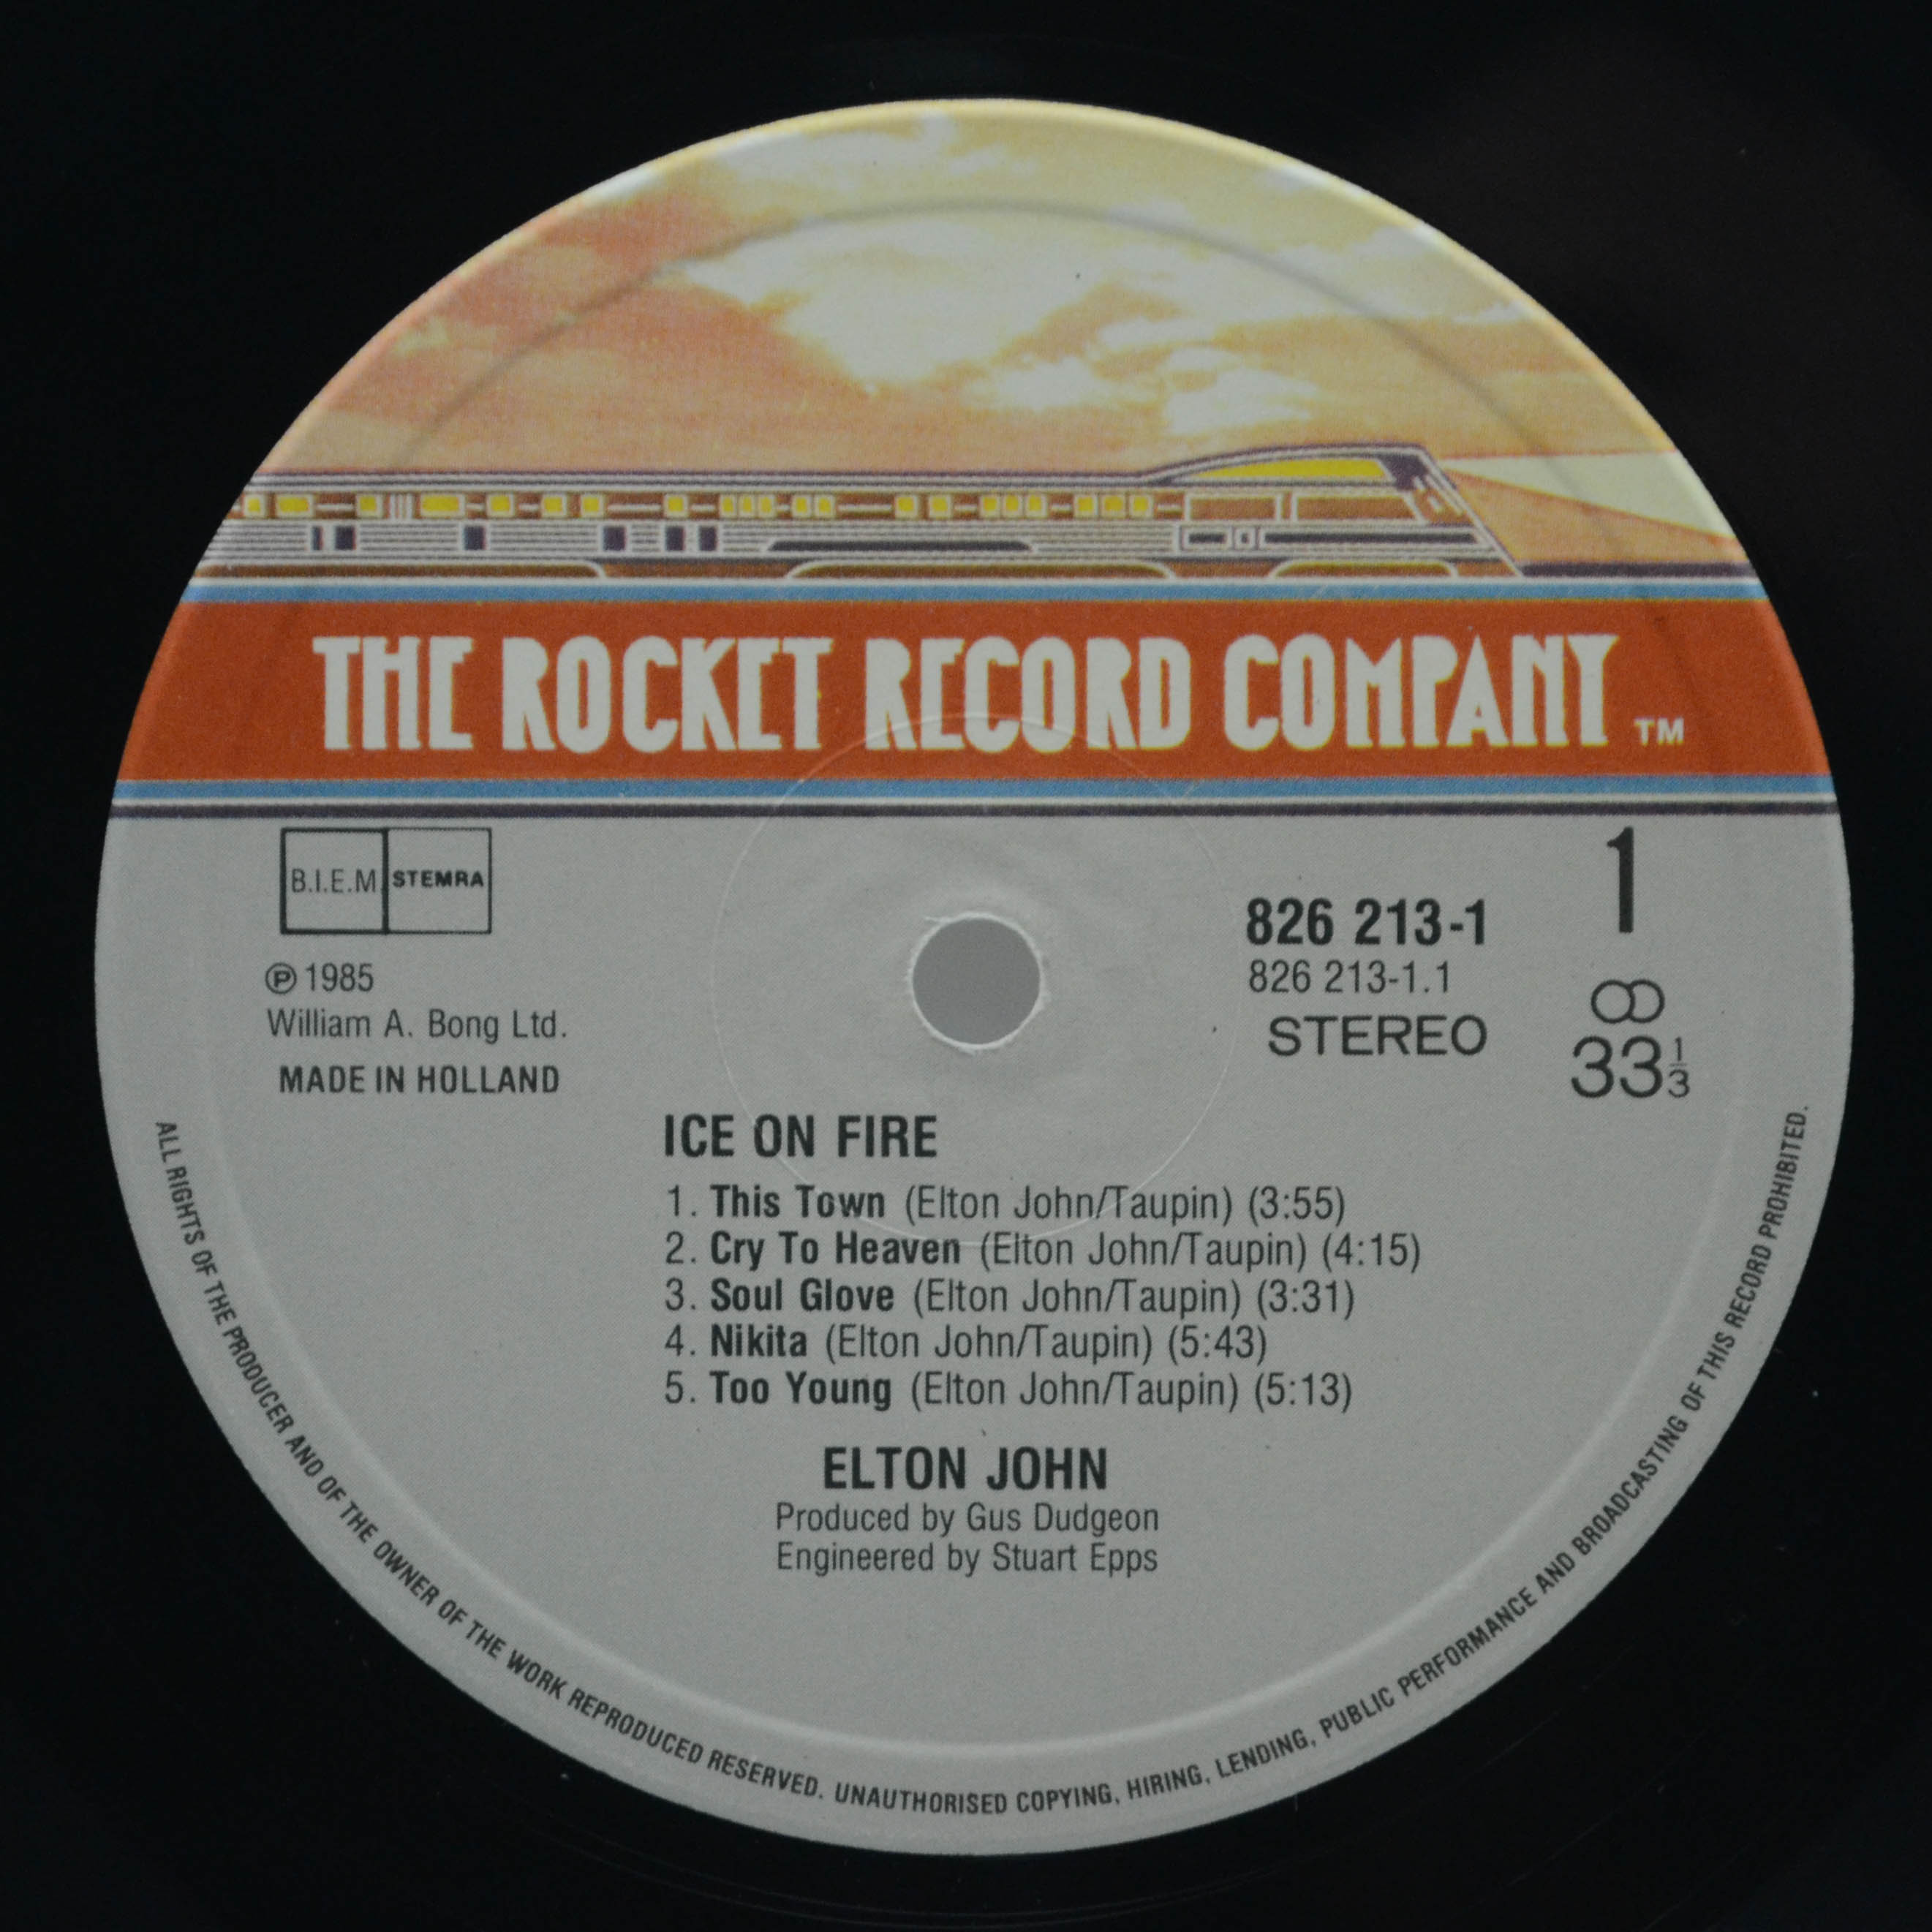 THE ROCKET RECORD COMPANY TM
B.I.E.M. STEMRA
℗ 1985
William A. Bong Ltd.
MADE IN HOLLAND
826 213-1
826 213-1.1
STEREO
1
33 1/3
ICE ON FIRE
1. This Town (Elton John/Taupin) (3:55)
2. Cry To Heaven (Elton John/Taupin) (4:15)
3. Soul Glove (Elton John/Taupin) (3:31)
4. Nikita (Elton John/Taupin) (5:43)
5. Too Young (Elton John/Taupin) (5:13)
ELTON JOHN
Produced by Gus Dudgeon
Engineered by Stuart Epps
ALL RIGHTS OF THE PRODUCER AND OF THE OWNER OF THE WORK REPRODUCED RESERVED. UNAUTHORISED COPYING, HIRING, LENDING, PUBLIC PERFORMANCE AND BROADCASTING OF THIS RECORD PROHIBITED.